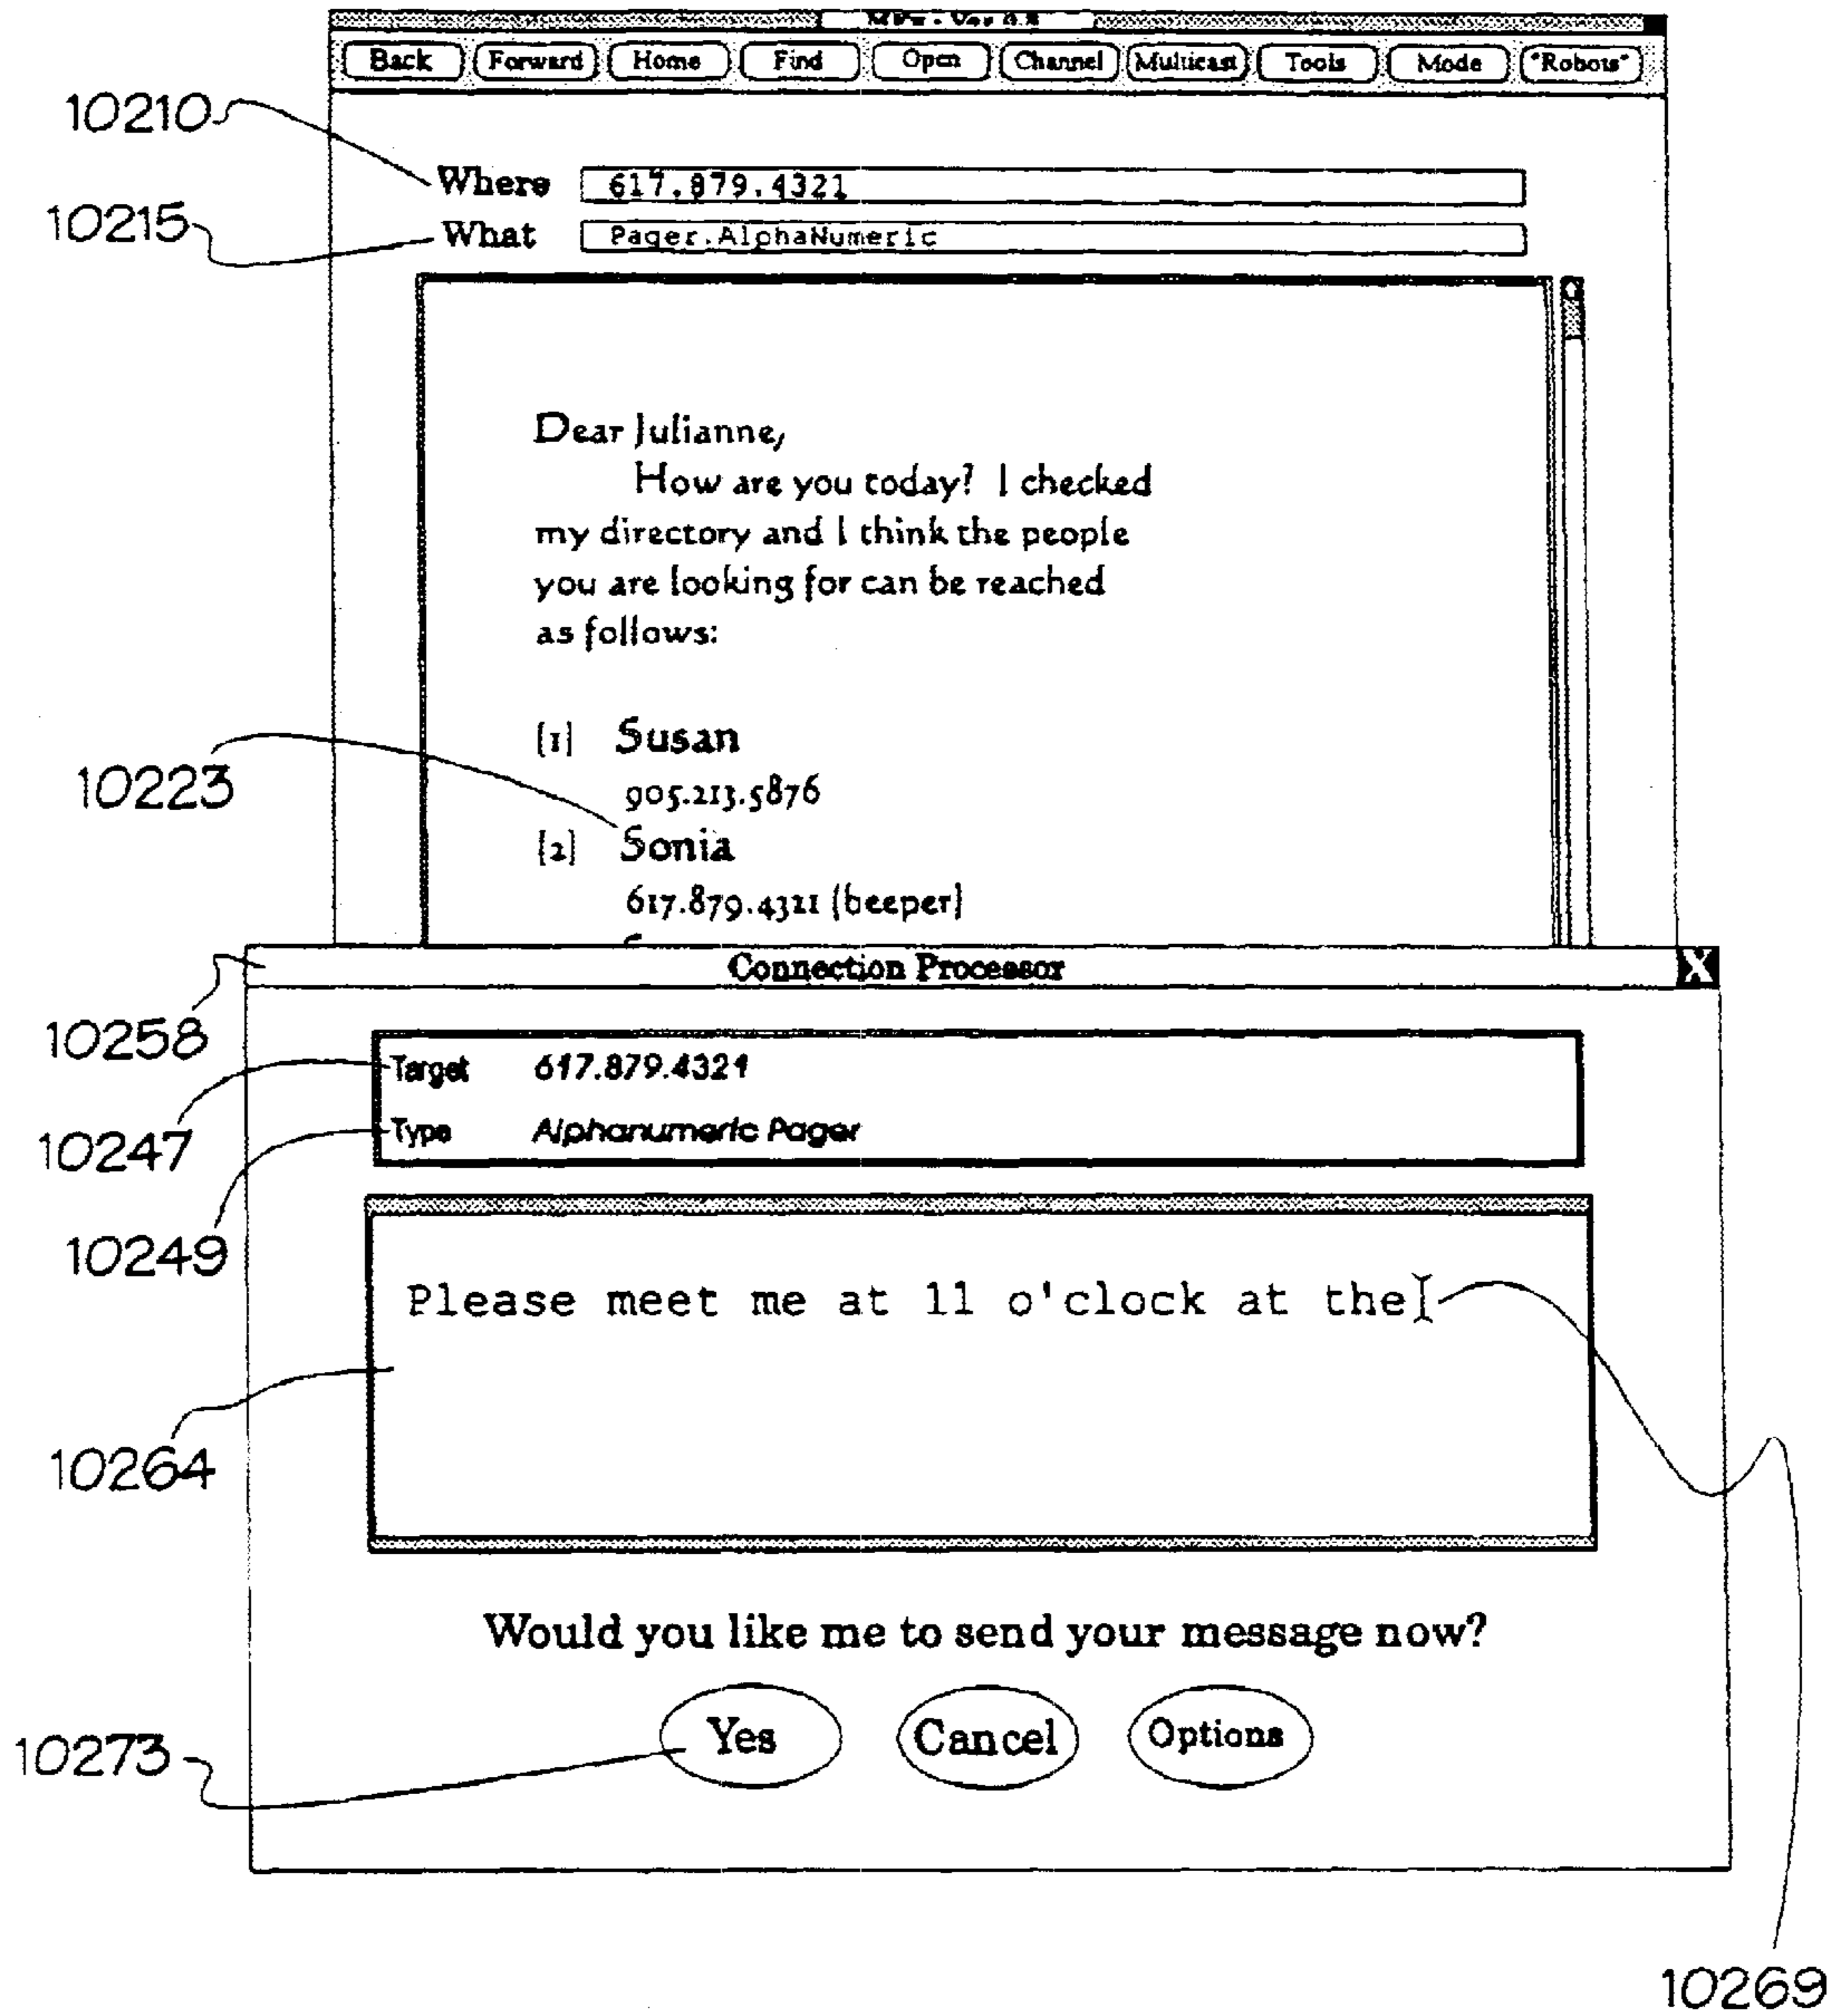 Back Forward Home Find Open Channel Multicast Tools Mode "Robots"
10210
Where 617.879.4321
10215
What Pager.AlphaNumeric
Dear Julianne,
How are you today? I checked
my directory and I think the people
you are looking for can be reached
as follows:
[1] Susan
905.213.5876
10223
[2] Sonia
617.879.4321 (beeper)
Connection Processor X
10258
Target 617.879.4321
10247
Type Alphanumeric Pager
10249
Please meet me at 11 o'clock at the
10264
Would you like me to send your message now?
Yes Cancel Options
10273
10269